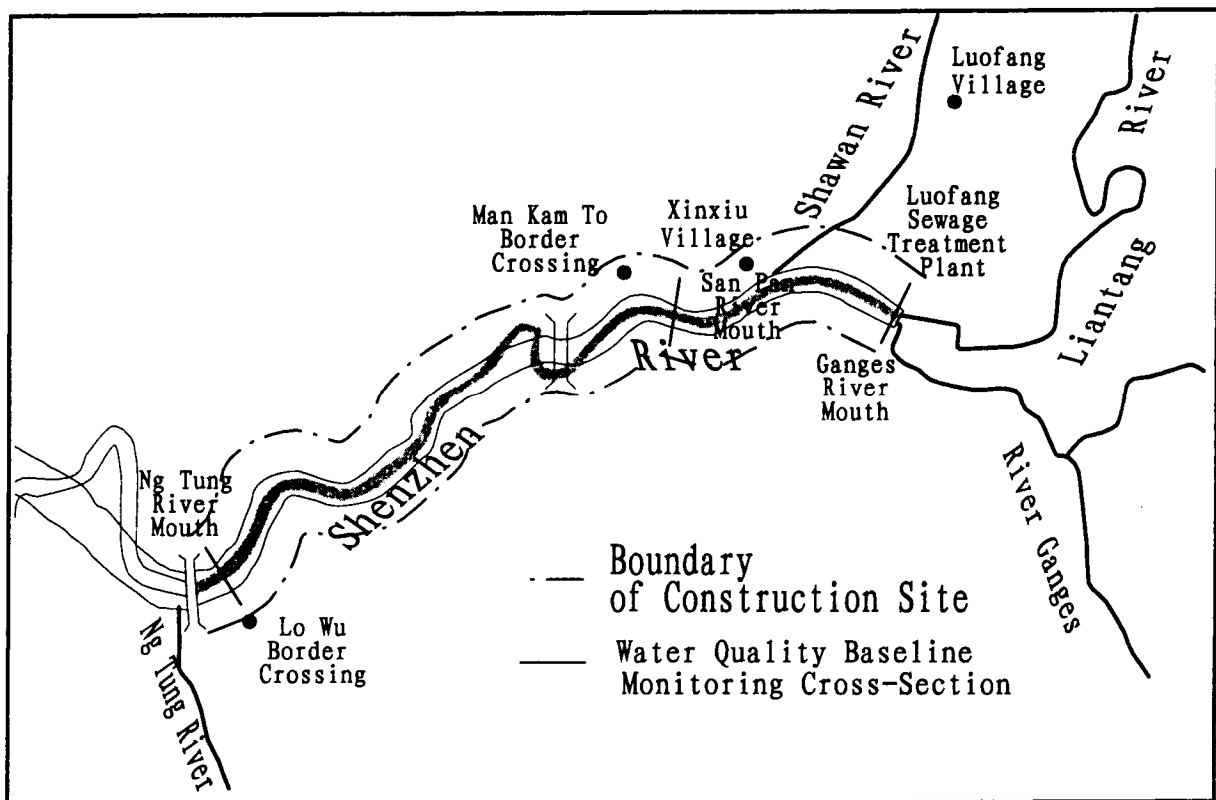 Luofang
Village
Shawan River
River
Man Kam To
Border
Crossing
Xinxiu
Village
Luofang
Sewage
Treatment
Plant
San Pan
River
Mouth
Liantang
River
Ganges
River
Mouth
Shenzhen
Ng Tung
River
Mouth
River Ganges
Boundary
of Construction Site
Lo Wu
Border
Crossing
Water Quality Baseline
Monitoring Cross-Section
Ng Tung River